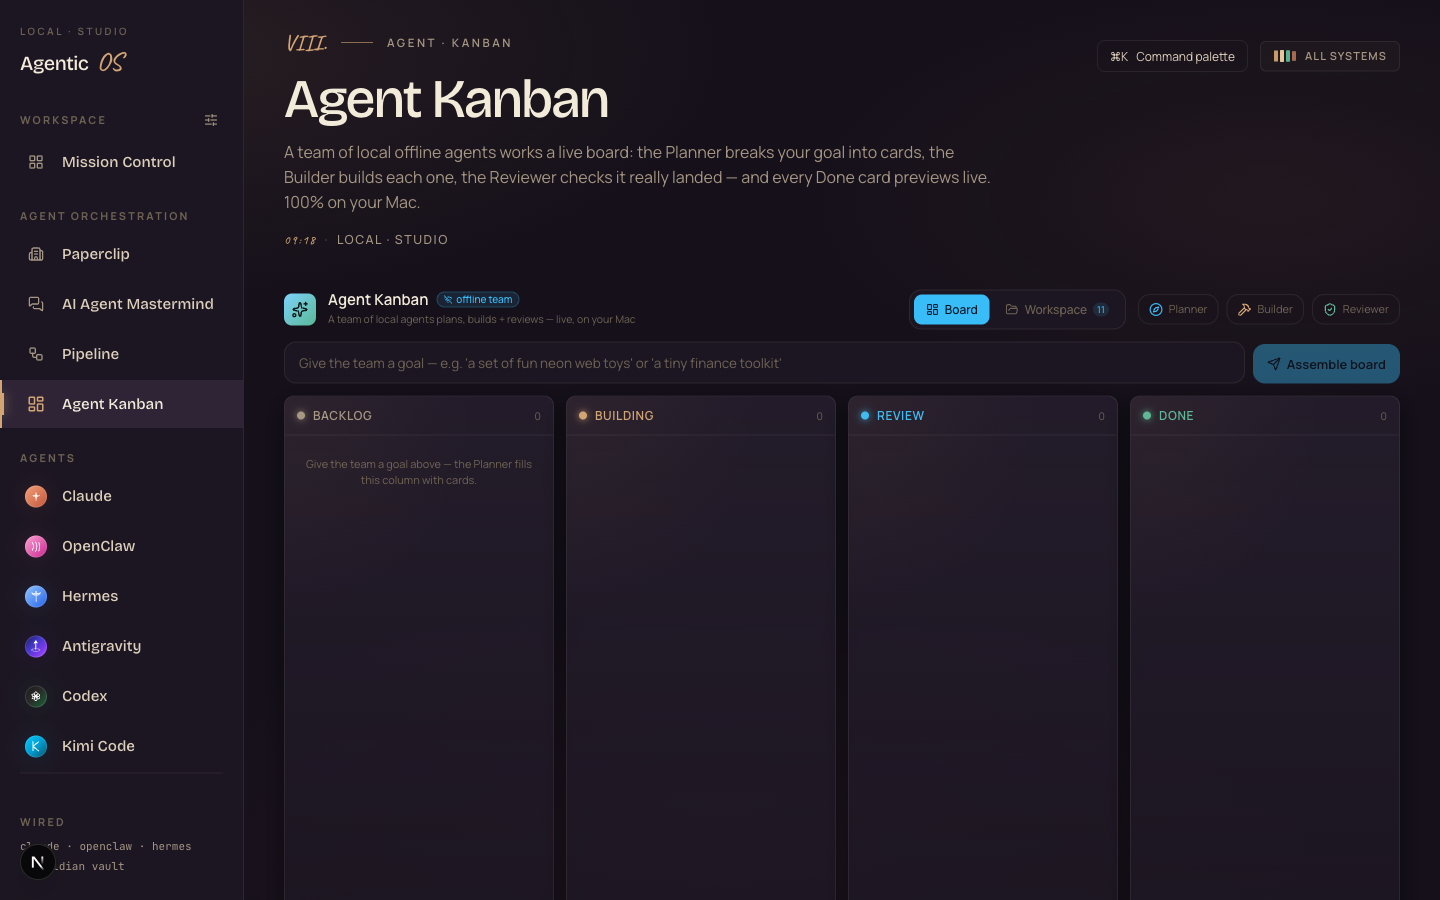 LOCAL · STUDIO
Agentic OS
WORKSPACE
Mission Control
AGENT ORCHESTRATION
Paperclip
AI Agent Mastermind
Pipeline
Agent Kanban
AGENTS
Claude
OpenClaw
Hermes
Antigravity
Codex
Kimi Code
WIRED
· openclaw · hermes
vault
VIII. AGENT · KANBAN
⌘K Command palette
ALL SYSTEMS
Agent Kanban
A team of local offline agents works a live board: the Planner breaks your goal into cards, the
Builder builds each one, the Reviewer checks it really landed — and every Done card previews live.
100% on your Mac.
09:18 · LOCAL · STUDIO
Agent Kanban offline team
A team of local agents plans, builds + reviews — live, on your Mac
Board
Workspace 11
Planner
Builder
Reviewer
Give the team a goal — e.g. 'a set of fun neon web toys' or 'a tiny finance toolkit'
Assemble board
BACKLOG 0
Give the team a goal above — the Planner fills
this column with cards.
BUILDING 0
REVIEW 0
DONE 0